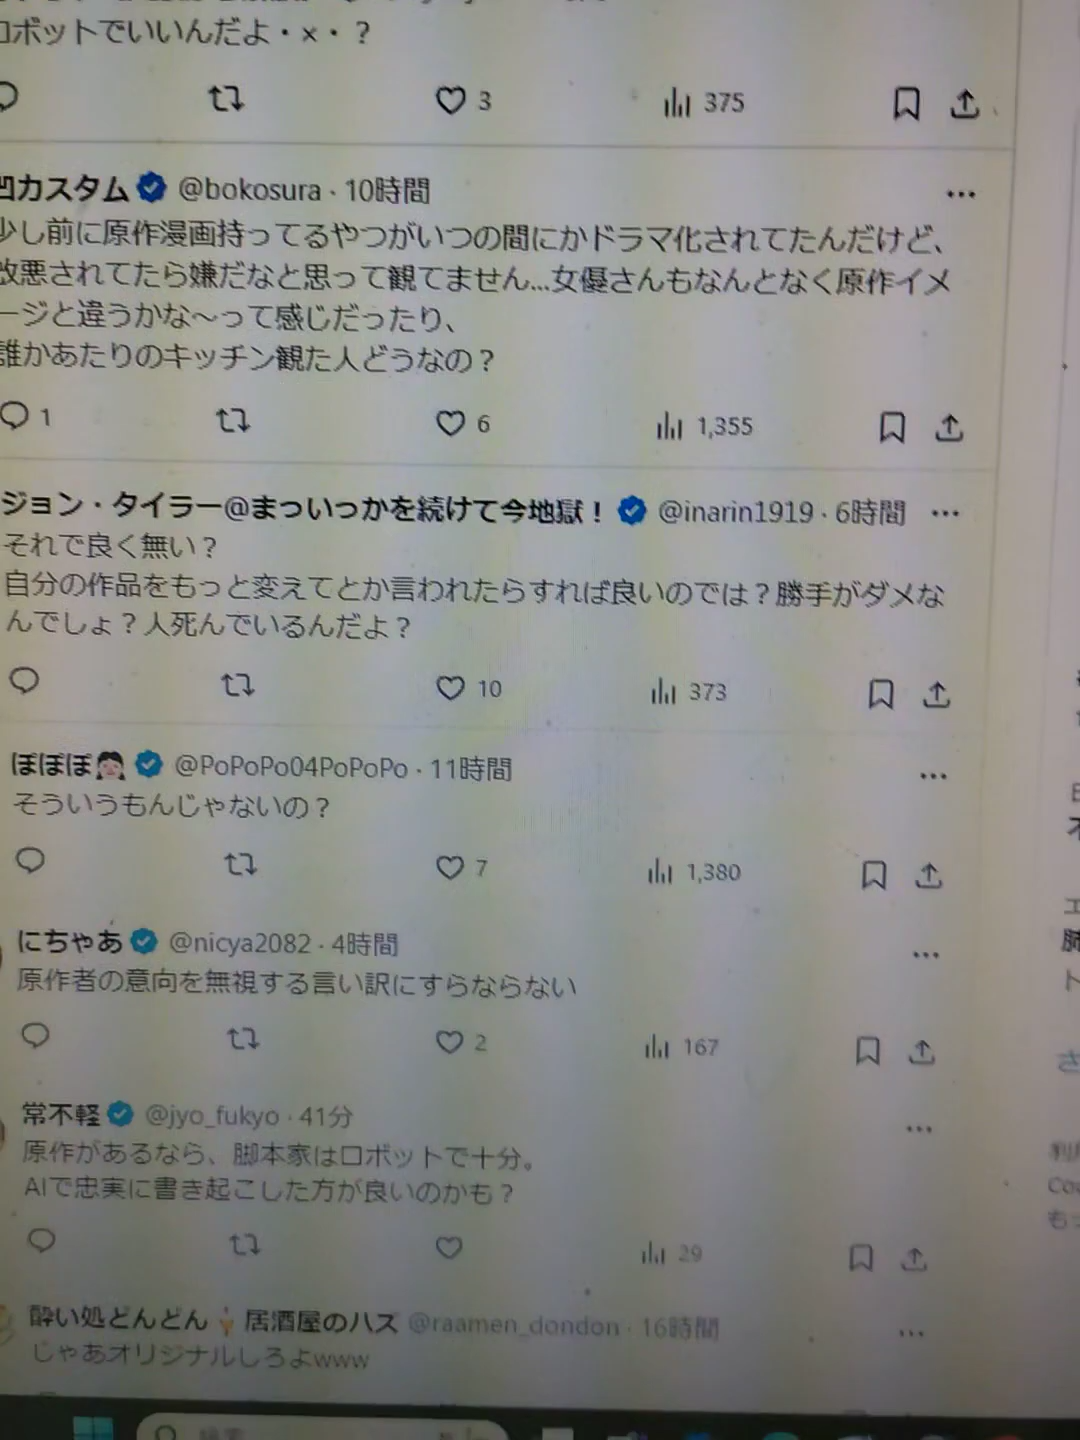 ロボットでいいんだよ・×・？
3 375
凹カスタム @bokosura · 10時間
少し前に原作漫画持ってるやつがいつの間にかドラマ化されてたんだけど、
改悪されてたら嫌だなと思って観てません...女優さんもなんとなく原作イメ
ージと違うかな～って感じだったり、
誰かあたりのキッチン観た人どうなの？
1 6 1,355
ジョン・タイラー@まっいっかを続けて今地獄！ @inarin1919 · 6時間
それで良く無い？
自分の作品をもっと変えてとか言われたらすれば良いのでは？勝手がダメな
んでしょ？人死んでいるんだよ？
10 373
ぽぽぽ @PoPoPo04PoPoPo · 11時間
そういうもんじゃないの？
7 1,380
にちゃあ @nicya2082 · 4時間
原作者の意向を無視する言い訳にすらならない
2 167
常不軽 @jyo_fukyo · 41分
原作があるなら、脚本家はロボットで十分。
AIで忠実に書き起こした方が良いのかも？
29
酔い処どんどん 居酒屋のハス @raamen_dondon · 16時間
じゃあオリジナルしろよwww
検索